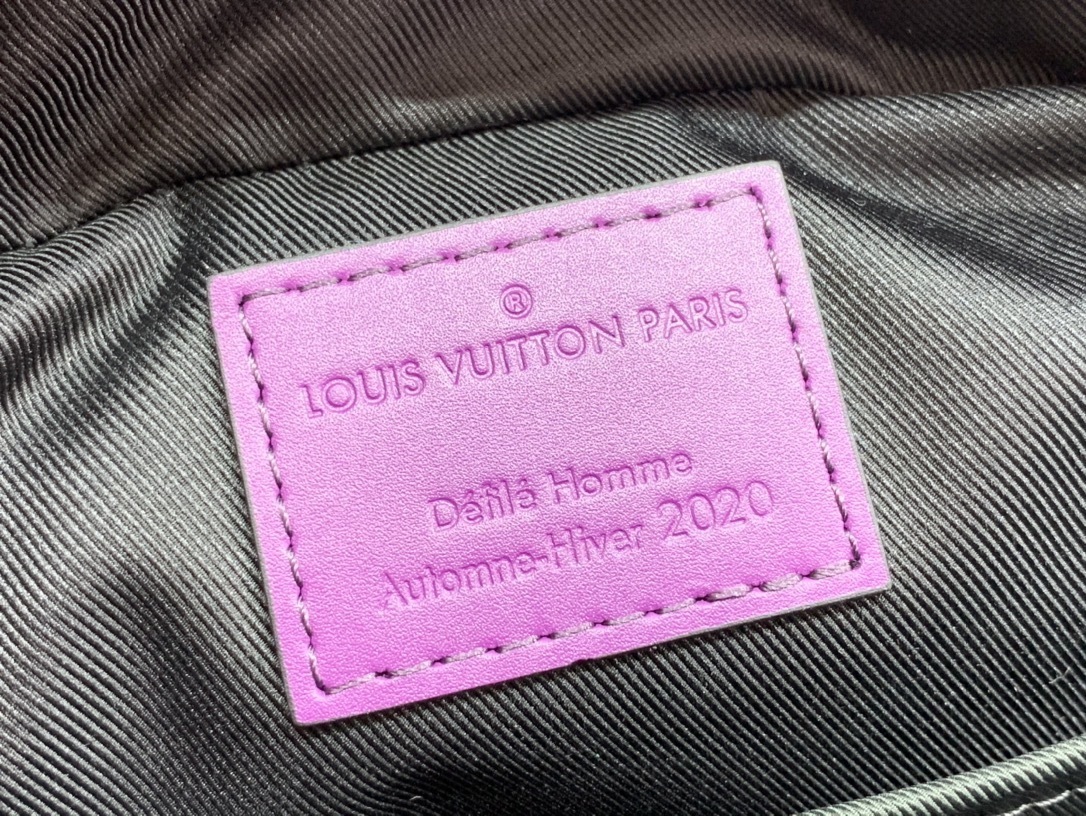 ®
LOUIS VUITTON PARIS
Défilé Homme
Automne-Hiver 2020